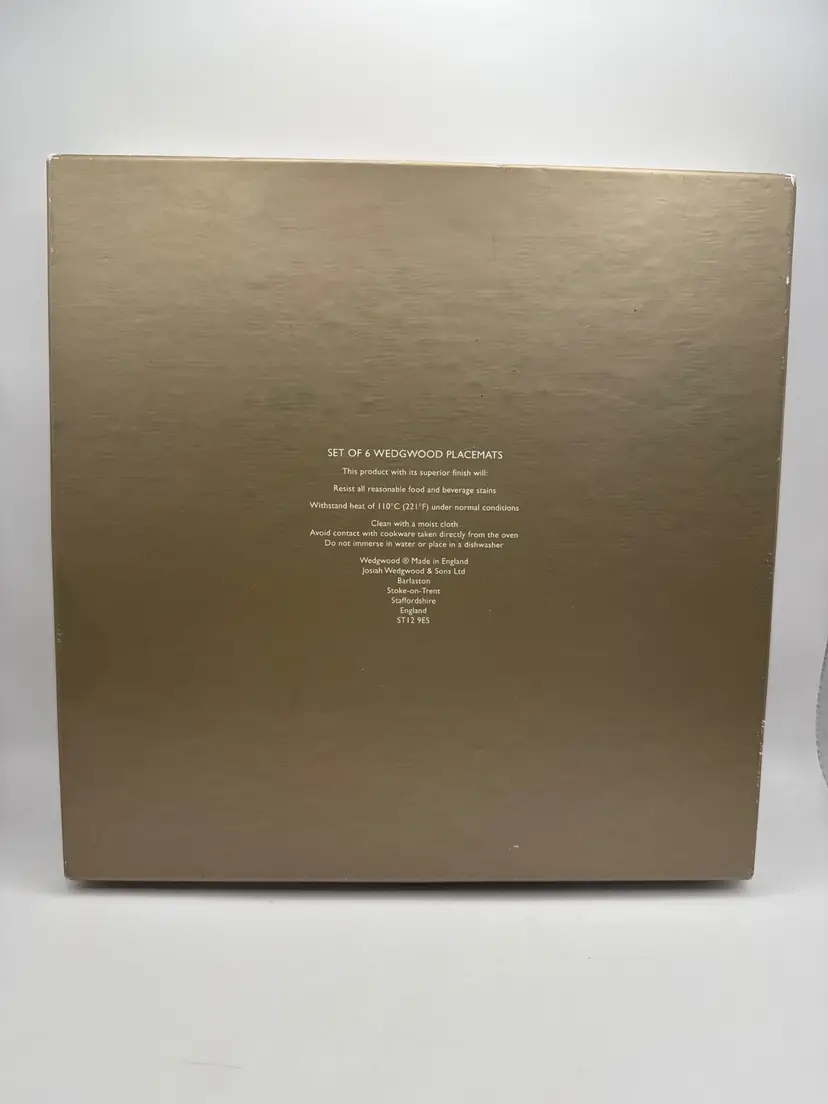 SET OF 6 WEDGWOOD PLACEMATS
This product with its superior finish will:
Resist all reasonable food and beverage stains
Withstand heat of 110°C (221°F) under normal conditions
Clean with a moist cloth
Avoid contact with cookware taken directly from the oven
Do not immerse in water or place in a dishwasher
Wedgwood ® Made in England
Josiah Wedgwood & Sons Ltd
Barlaston
Stoke-on-Trent
Staffordshire
England
ST12 9ES